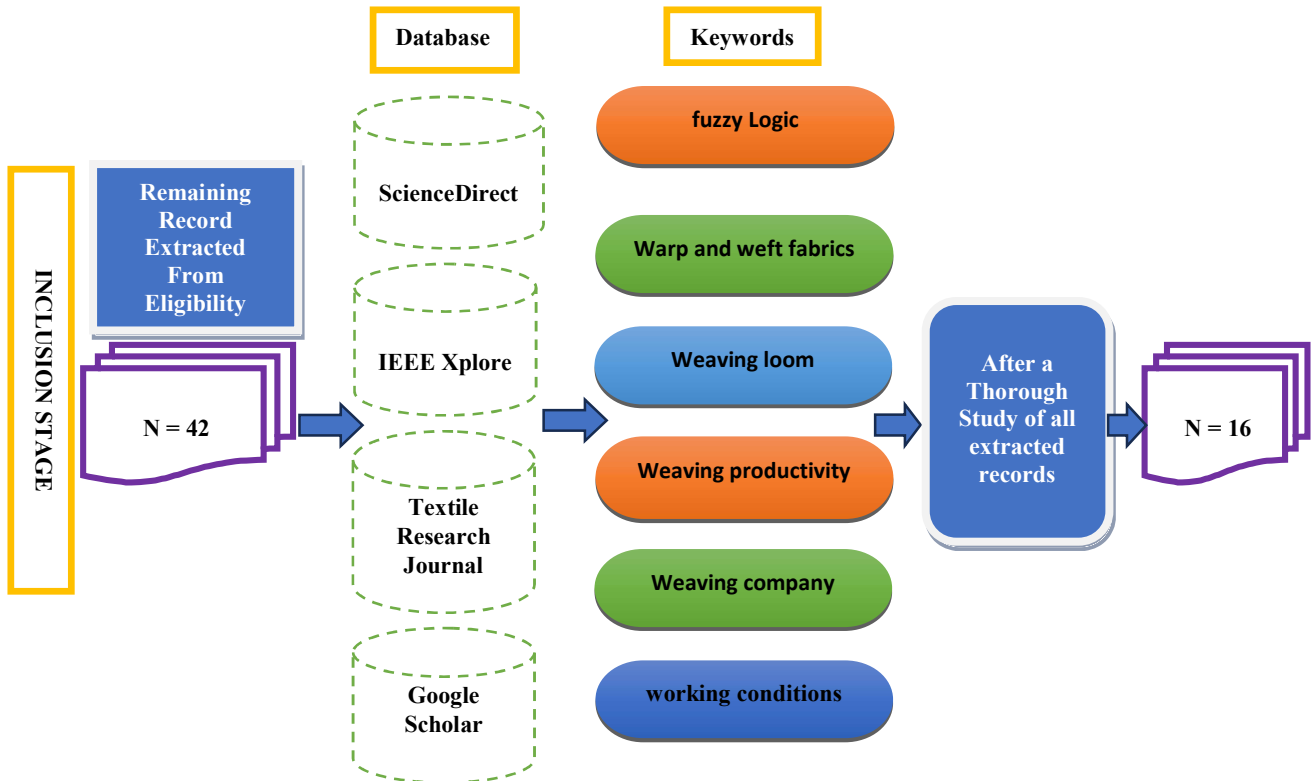 Database
Keywords
INCLUSION STAGE
Remaining
Record
Extracted
From
Eligibility
N = 42
ScienceDirect
IEEE Xplore
Textile
Research
Journal
Google
Scholar
fuzzy Logic
Warp and weft fabrics
Weaving loom
Weaving productivity
Weaving company
working conditions
After a
Thorough
Study of all
extracted
records
N = 16